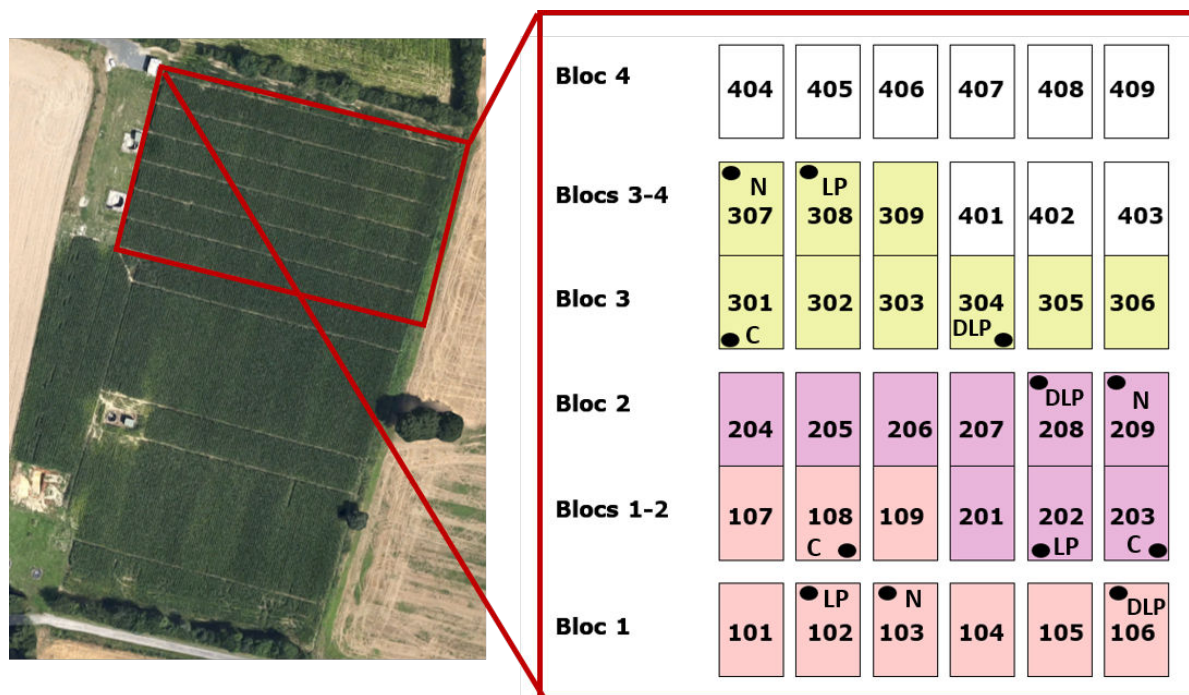 Bloc 4
404 405 406 407 408 409
Blocs 3-4
N LP
307 308 309 401 402 403
Bloc 3
301 302 303 304 305 306
C DLP
Bloc 2
DLP N
204 205 206 207 208 209
Blocs 1-2
107 108 109 201 202 203
C LP C
Bloc 1
LP N DLP
101 102 103 104 105 106